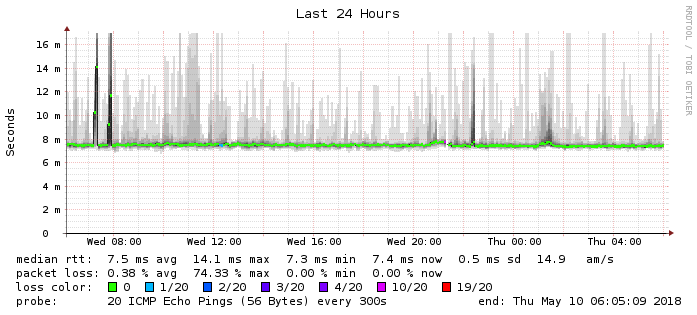 Last 24 Hours
RRDTOOL / TOBI OETIKER
Seconds
16 m
14 m
12 m
10 m
8 m
6 m
4 m
2 m
0
Wed 08:00 Wed 12:00 Wed 16:00 Wed 20:00 Thu 00:00 Thu 04:00
median rtt: 7.5 ms avg 14.1 ms max 7.3 ms min 7.4 ms now 0.5 ms sd 14.9 am/s
packet loss: 0.38 % avg 74.33 % max 0.00 % min 0.00 % now
loss color: 0 1/20 2/20 3/20 4/20 10/20 19/20
probe: 20 ICMP Echo Pings (56 Bytes) every 300s end: Thu May 10 06:05:09 2018